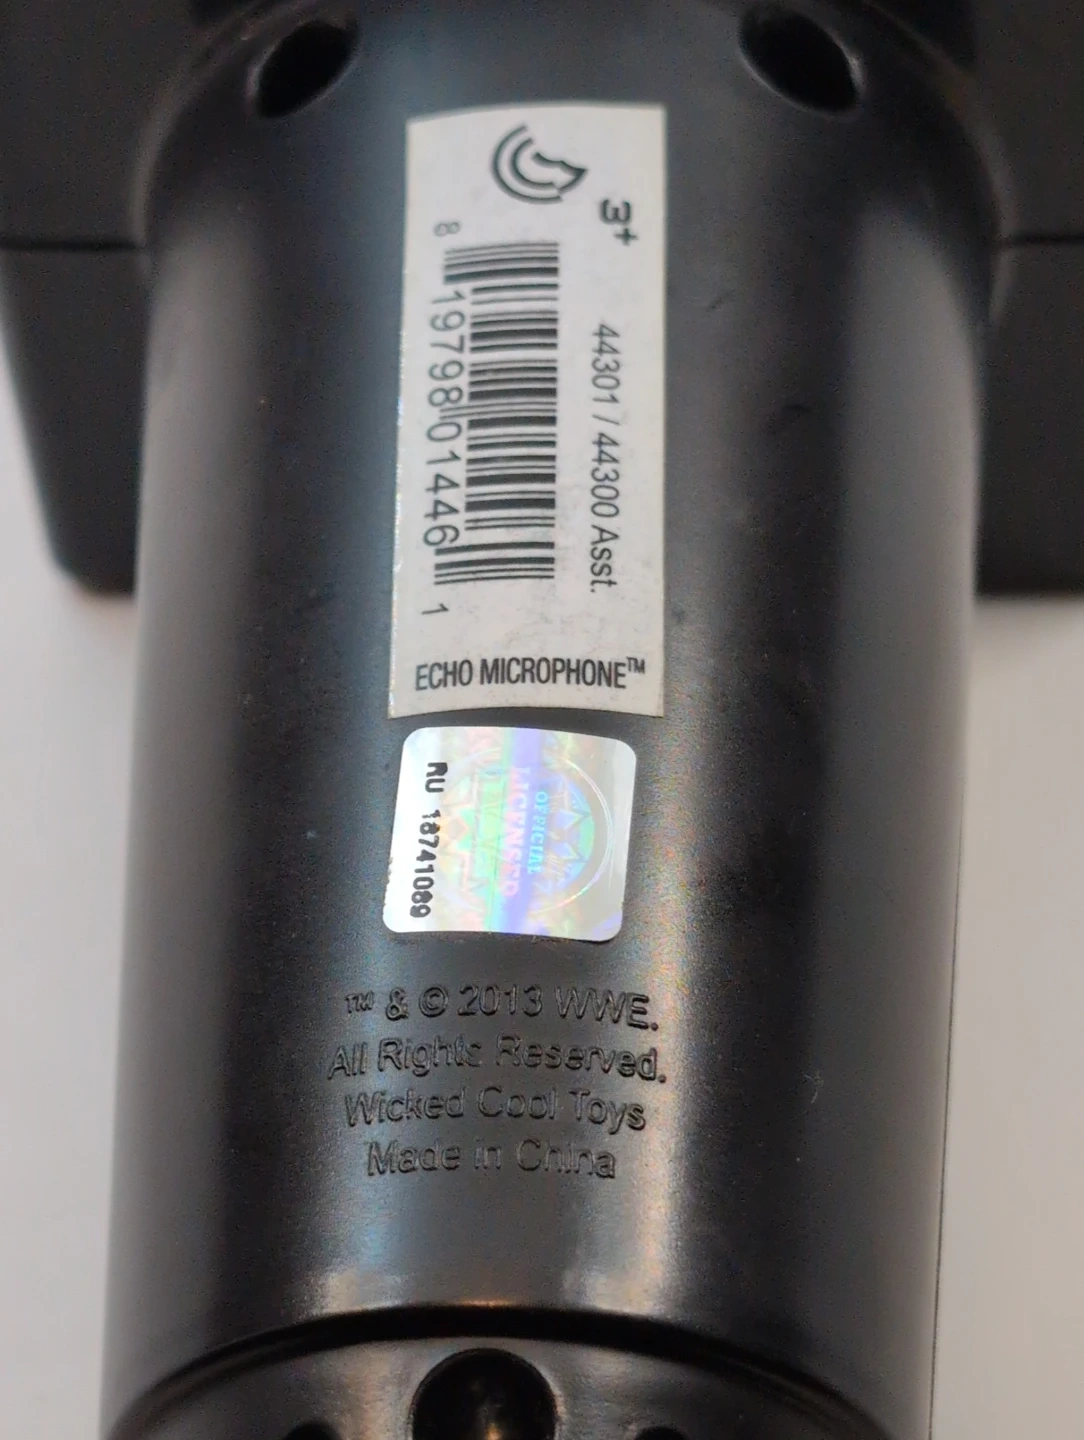 3+
44301 / 44300 Asst.
8 19798 01446 1
ECHO MICROPHONE™
OFFICIAL
LICENSED
RU 18741089
™ & © 2013 WWE.
All Rights Reserved.
Wicked Cool Toys
Made in China